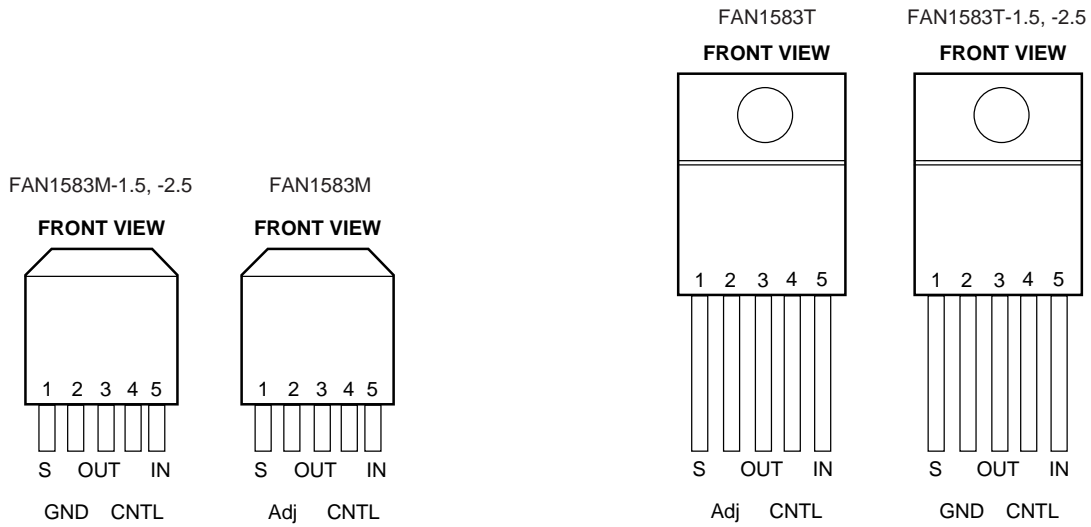 FAN1583T FAN1583T-1.5, -2.5
FRONT VIEW FRONT VIEW
FAN1583M-1.5, -2.5 FAN1583M
FRONT VIEW FRONT VIEW
1 2 3 4 5 1 2 3 4 5
1 2 3 4 5 1 2 3 4 5
S OUT IN S OUT IN S OUT IN S OUT IN
GND CNTL Adj CNTL Adj CNTL GND CNTL